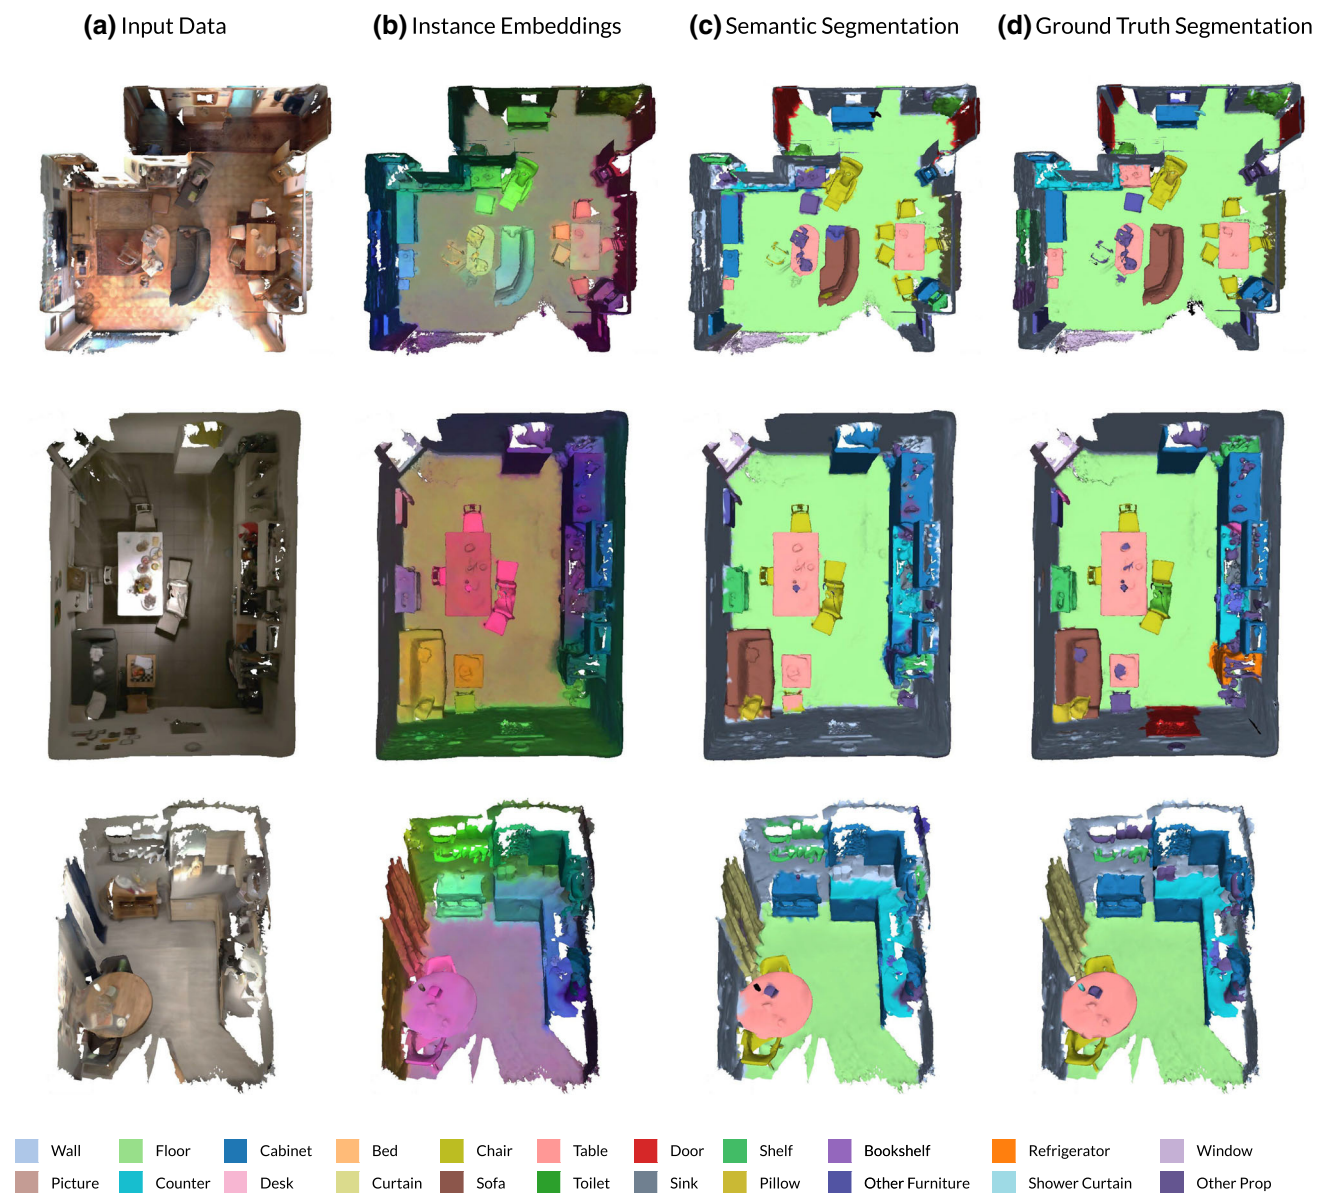 (a) Input Data (b) Instance Embeddings (c) Semantic Segmentation (d) Ground Truth Segmentation
Wall Floor Cabinet Bed Chair Table Door Shelf Bookshelf Refrigerator Window
Picture Counter Desk Curtain Sofa Toilet Sink Pillow Other Furniture Shower Curtain Other Prop